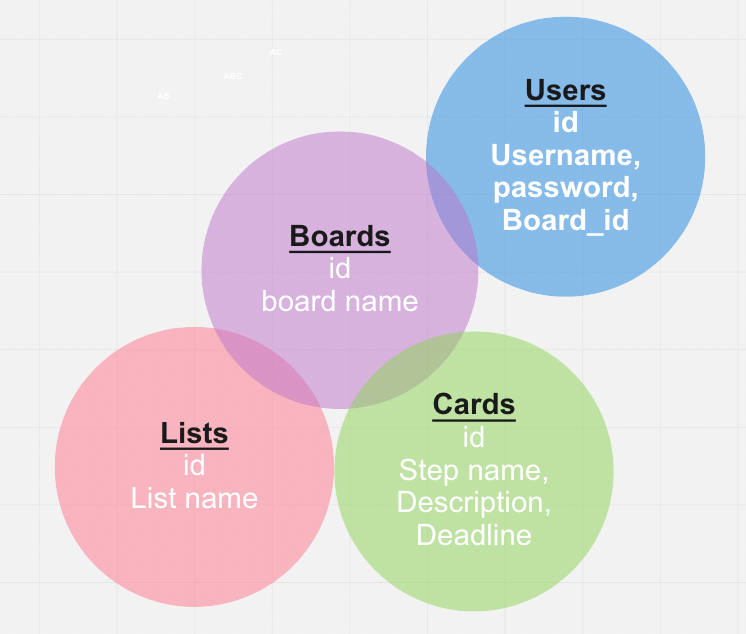 AC
ABC
AB
Users
id
Username,
password,
Board_id
Boards
id
board name
Lists
id
List name
Cards
id
Step name,
Description,
Deadline